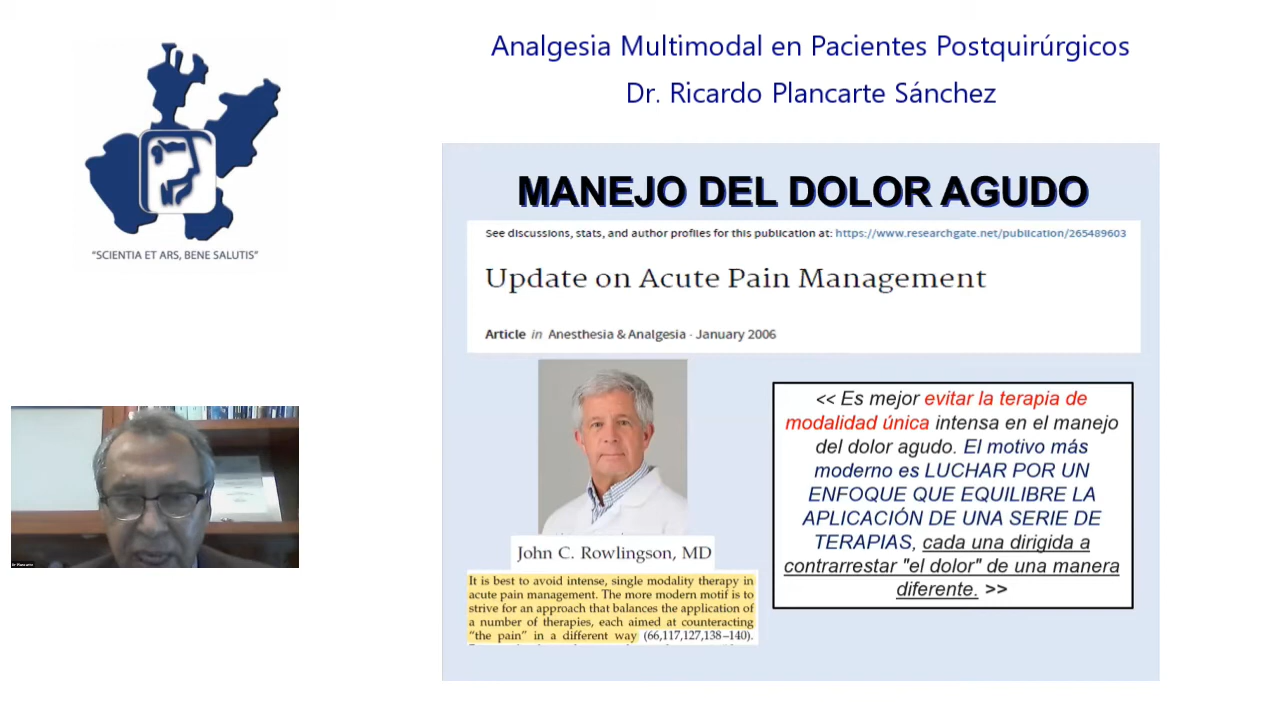 Analgesia Multimodal en Pacientes Postquirúrgicos
Dr. Ricardo Plancarte Sánchez
"SCIENTIA ET ARS, BENE SALUTIS"
MANEJO DEL DOLOR AGUDO
See discussions, stats, and author profiles for this publication at: https://www.researchgate.net/publication/265489603
Update on Acute Pain Management
Article in Anesthesia & Analgesia · January 2006
John C. Rowlingson, MD
It is best to avoid intense, single modality therapy in
acute pain management. The more modern motif is to
strive for an approach that balances the application of
a number of therapies, each aimed at counteracting
“the pain” in a different way (66,117,127,138–140).
<< Es mejor evitar la terapia de
modalidad única intensa en el manejo
del dolor agudo. El motivo más
moderno es LUCHAR POR UN
ENFOQUE QUE EQUILIBRE LA
APLICACIÓN DE UNA SERIE DE
TERAPIAS, cada una dirigida a
contrarrestar "el dolor" de una manera
diferente. >>
Dr Plancarte